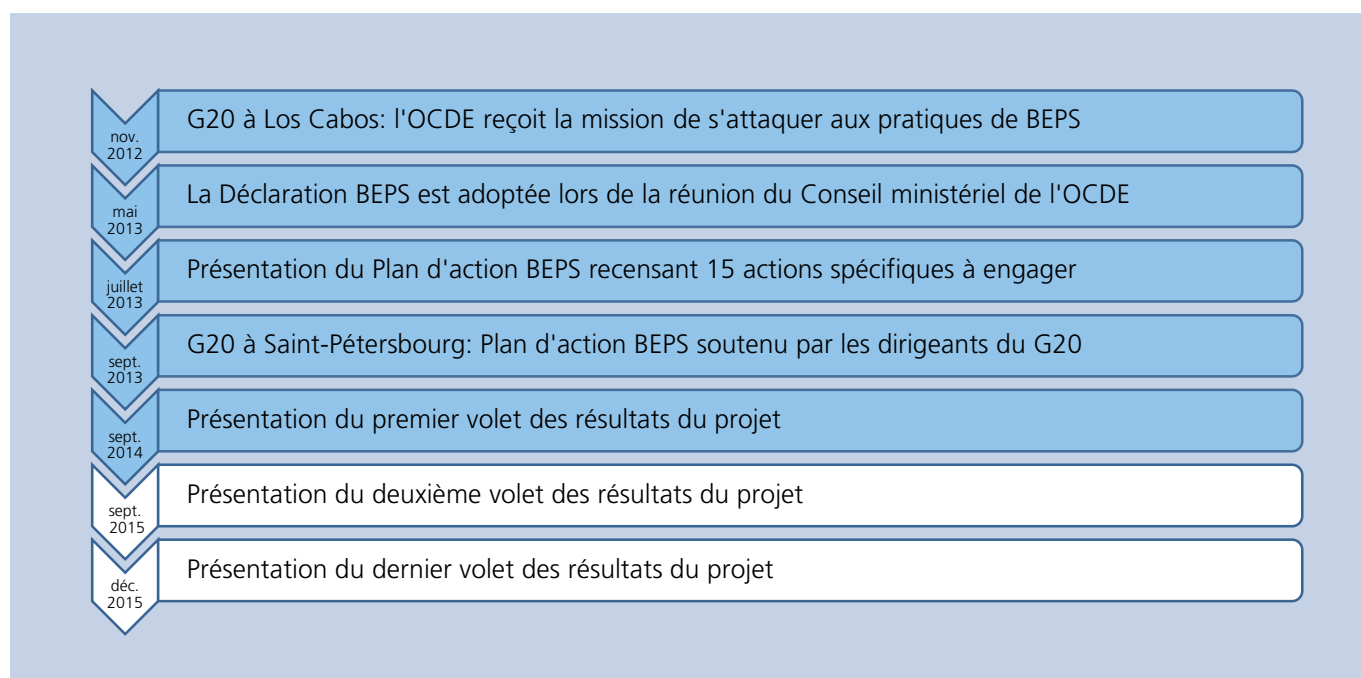 nov.
2012
G20 à Los Cabos: l'OCDE reçoit la mission de s'attaquer aux pratiques de BEPS
mai
2013
La Déclaration BEPS est adoptée lors de la réunion du Conseil ministériel de l'OCDE
juillet
2013
Présentation du Plan d'action BEPS recensant 15 actions spécifiques à engager
sept.
2013
G20 à Saint-Pétersbourg: Plan d'action BEPS soutenu par les dirigeants du G20
sept.
2014
Présentation du premier volet des résultats du projet
sept.
2015
Présentation du deuxième volet des résultats du projet
déc.
2015
Présentation du dernier volet des résultats du projet